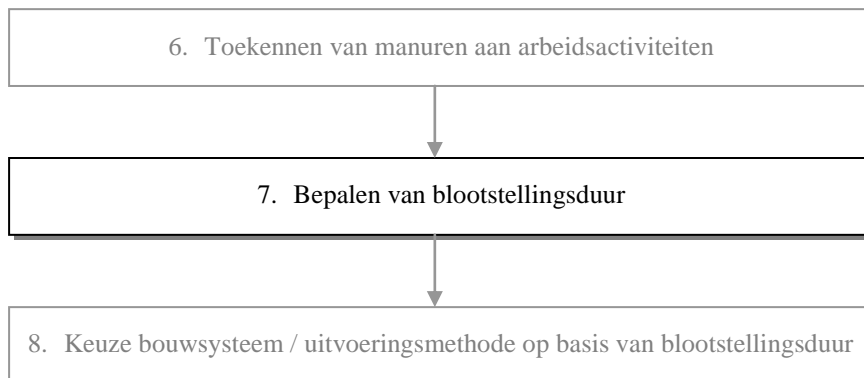 6. Toekennen van manuren aan arbeidsactiviteiten
7. Bepalen van blootstellingsduur
8. Keuze bouwsysteem / uitvoeringsmethode op basis van blootstellingsduur